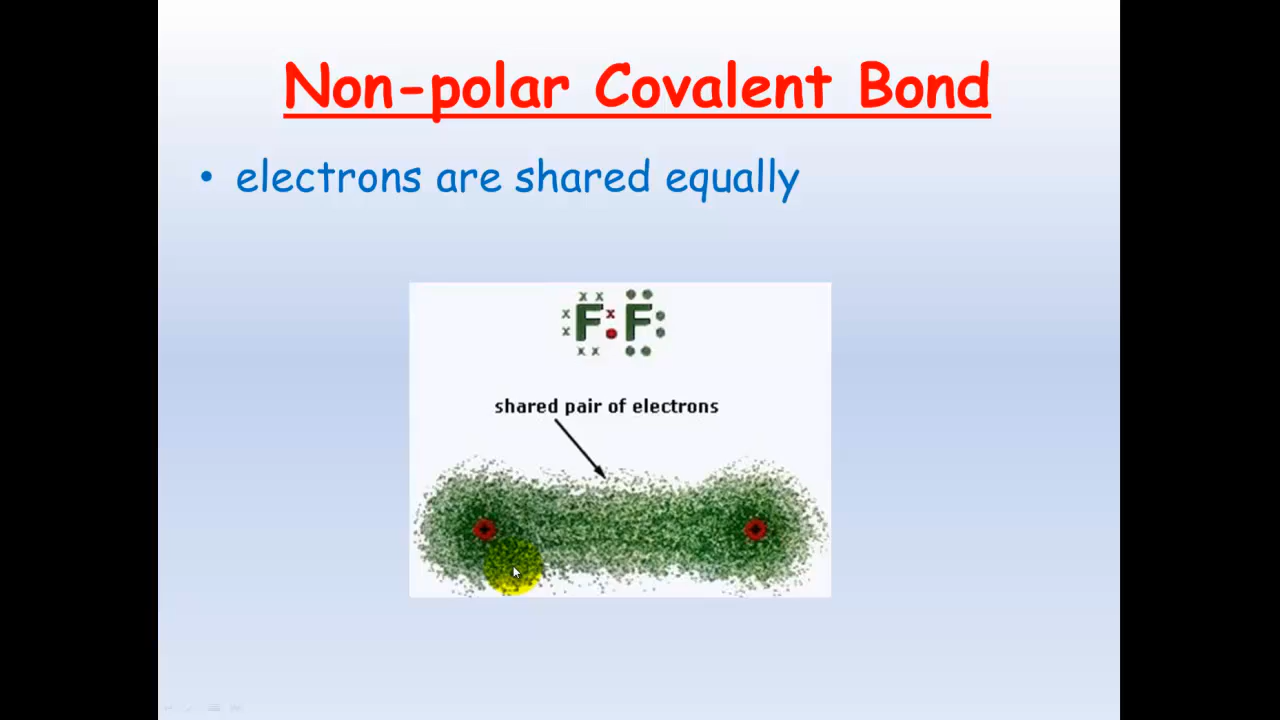 Non-polar Covalent Bond
• electrons are shared equally
x x
x F x F
x
x x
shared pair of electrons
+ +